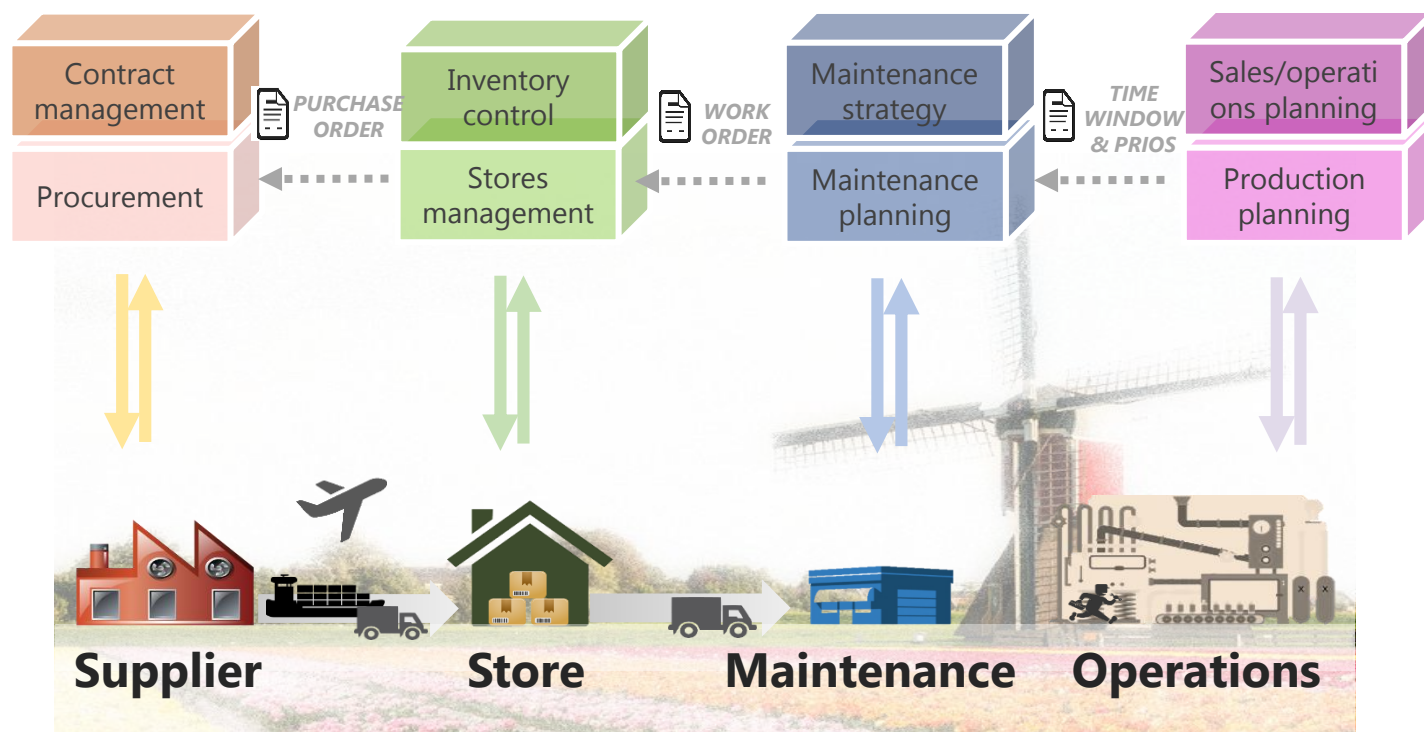 Contract
management
Procurement
PURCHASE
ORDER
Inventory
control
Stores
management
WORK
ORDER
Maintenance
strategy
Maintenance
planning
TIME
WINDOW
& PRIOS
Sales/operati
ons planning
Production
planning
Supplier
Store
Maintenance
Operations